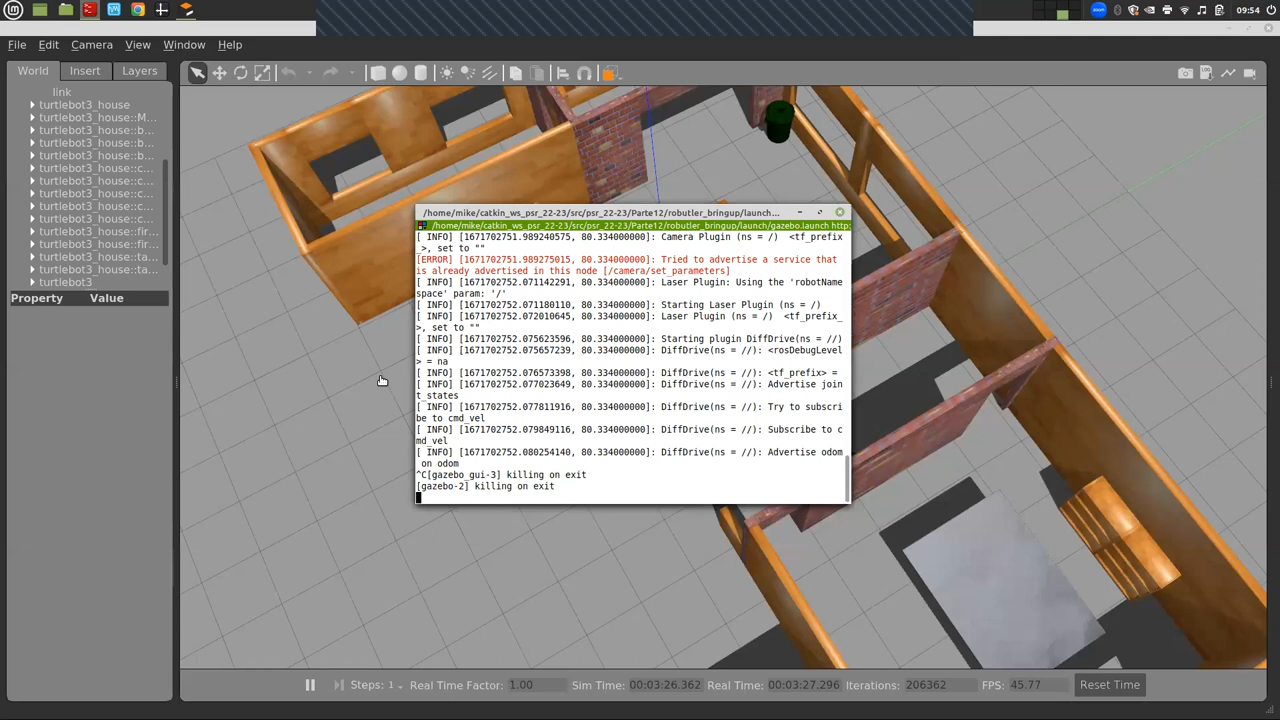 09:54
File Edit Camera View Window Help
World Insert Layers
link
turtlebot3_house
turtlebot3_house::M...
turtlebot3_house::b...
turtlebot3_house::b...
turtlebot3_house::b...
turtlebot3_house::c...
turtlebot3_house::c...
turtlebot3_house::c...
turtlebot3_house::c...
turtlebot3_house::c...
turtlebot3_house::fir...
turtlebot3_house::fir...
turtlebot3_house::ta...
turtlebot3_house::ta...
turtlebot3
Property Value
/home/mike/catkin_ws_psr_22-23/src/psr_22-23/Parte12/robutler_bringup/launch...
/home/mike/catkin_ws_psr_22-23/src/psr_22-23/Parte12/robutler_bringup/launch/gazebo.launch http:
[ INFO] [1671702751.989240575, 80.334000000]: Camera Plugin (ns = /)  <tf_prefix
_>, set to ""
[ERROR] [1671702751.989275015, 80.334000000]: Tried to advertise a service that
is already advertised in this node [/camera/set_parameters]
[ INFO] [1671702752.071142291, 80.334000000]: Laser Plugin: Using the 'robotName
space' param: '/'
[ INFO] [1671702752.071180110, 80.334000000]: Starting Laser Plugin (ns = /)
[ INFO] [1671702752.072010645, 80.334000000]: Laser Plugin (ns = /)  <tf_prefix_
>, set to ""
[ INFO] [1671702752.075623596, 80.334000000]: Starting plugin DiffDrive(ns = //)
[ INFO] [1671702752.075657239, 80.334000000]: DiffDrive(ns = //): <rosDebugLevel
> = na
[ INFO] [1671702752.076573398, 80.334000000]: DiffDrive(ns = //): <tf_prefix> =
[ INFO] [1671702752.077023649, 80.334000000]: DiffDrive(ns = //): Advertise join
t_states
[ INFO] [1671702752.077811916, 80.334000000]: DiffDrive(ns = //): Try to subscri
be to cmd_vel
[ INFO] [1671702752.079849116, 80.334000000]: DiffDrive(ns = //): Subscribe to c
md_vel
[ INFO] [1671702752.080254140, 80.334000000]: DiffDrive(ns = //): Advertise odom
 on odom
^C[gazebo_gui-3] killing on exit
[gazebo-2] killing on exit
Steps: 1 Real Time Factor: 1.00 Sim Time: 00:03:26.362 Real Time: 00:03:27.296 Iterations: 206362 FPS: 45.77 Reset Time